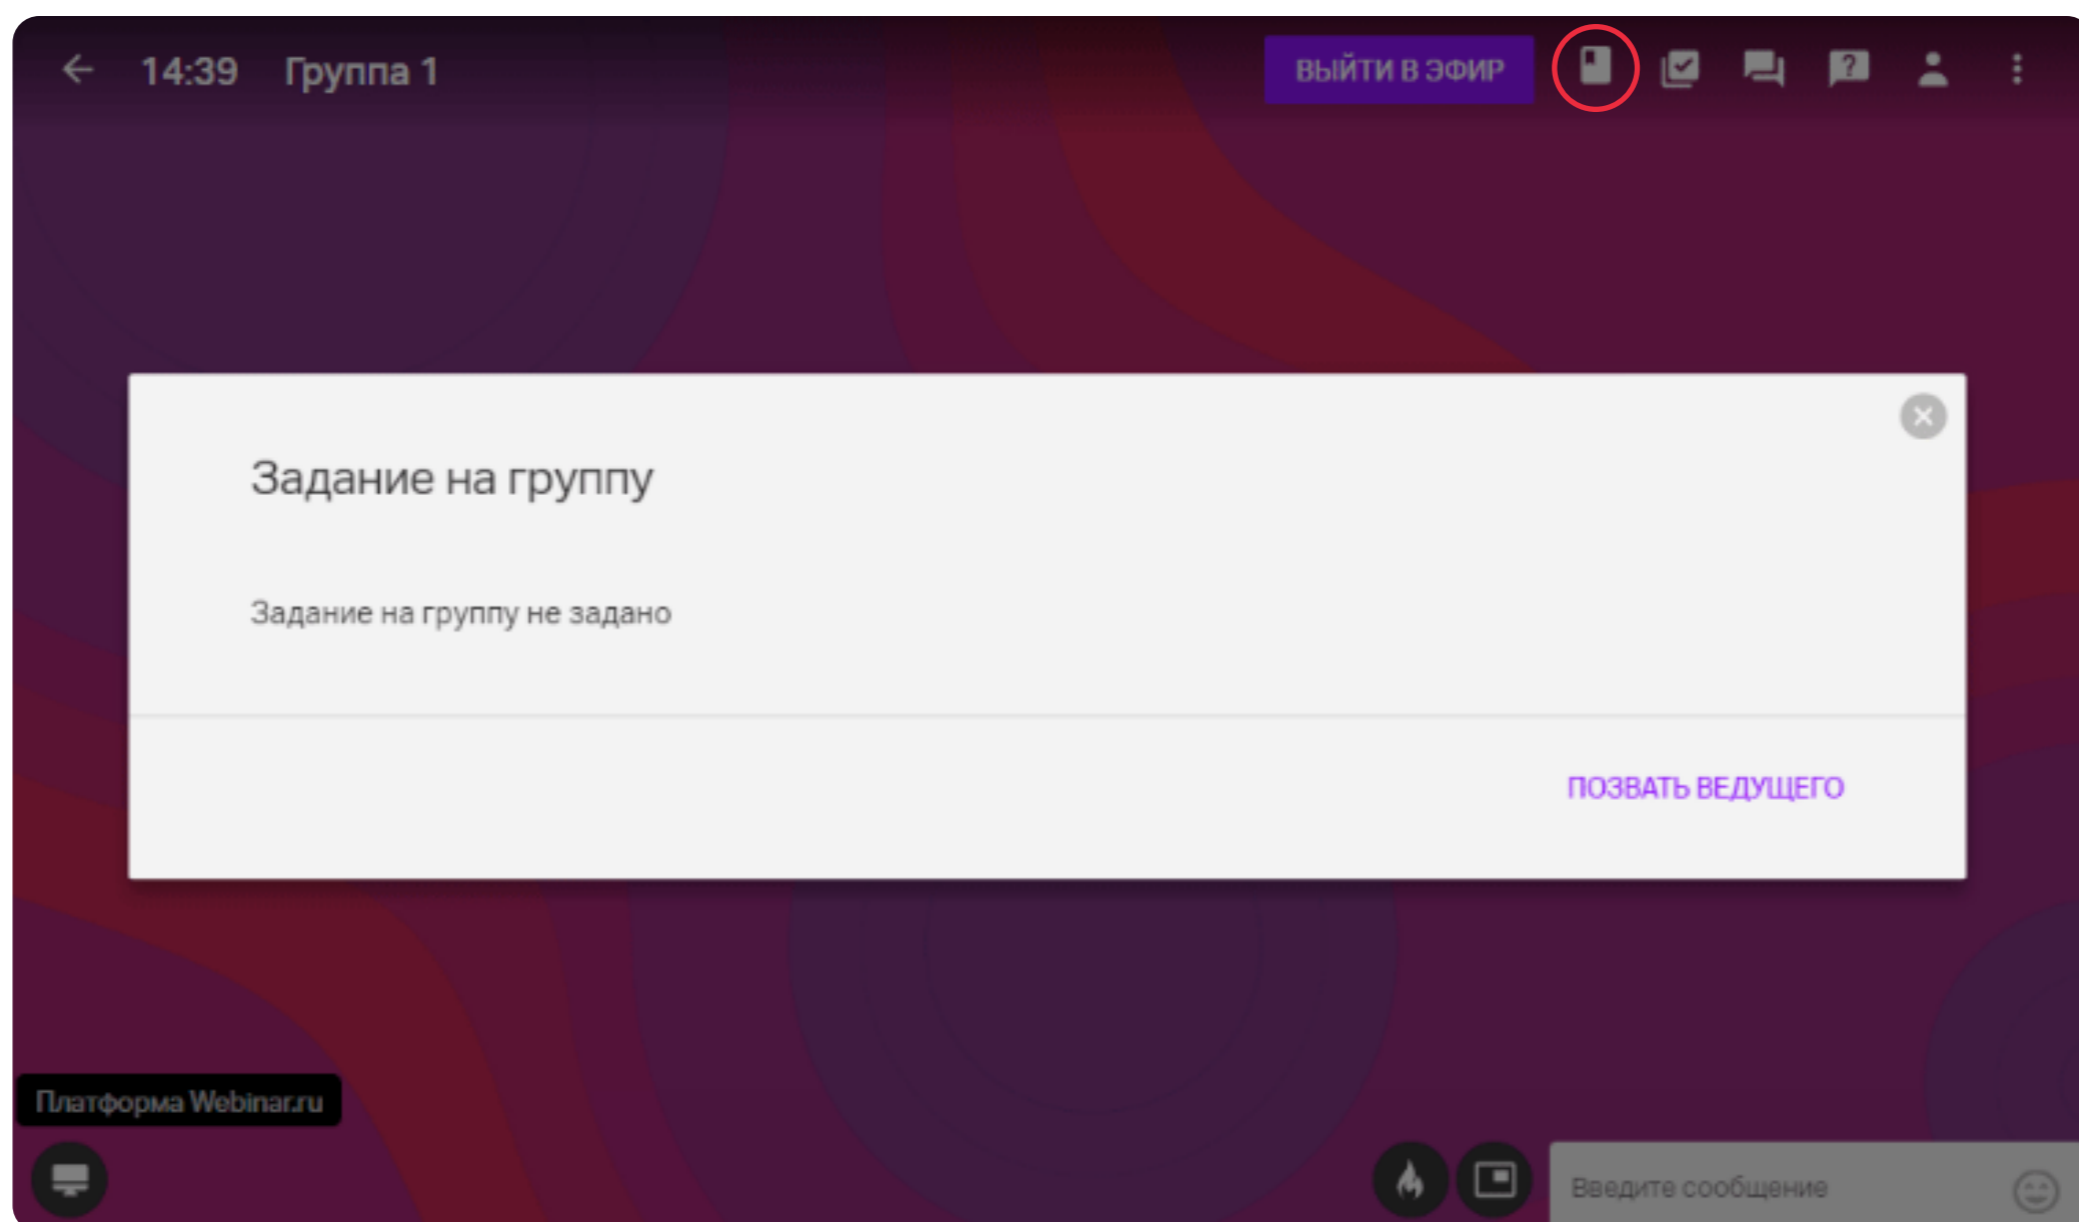 14:39 Группа 1 ВЫЙТИ В ЭФИР
Задание на группу
Задание на группу не задано
ПОЗВАТЬ ВЕДУЩЕГО
Платформа Webinar.ru
Введите сообщение